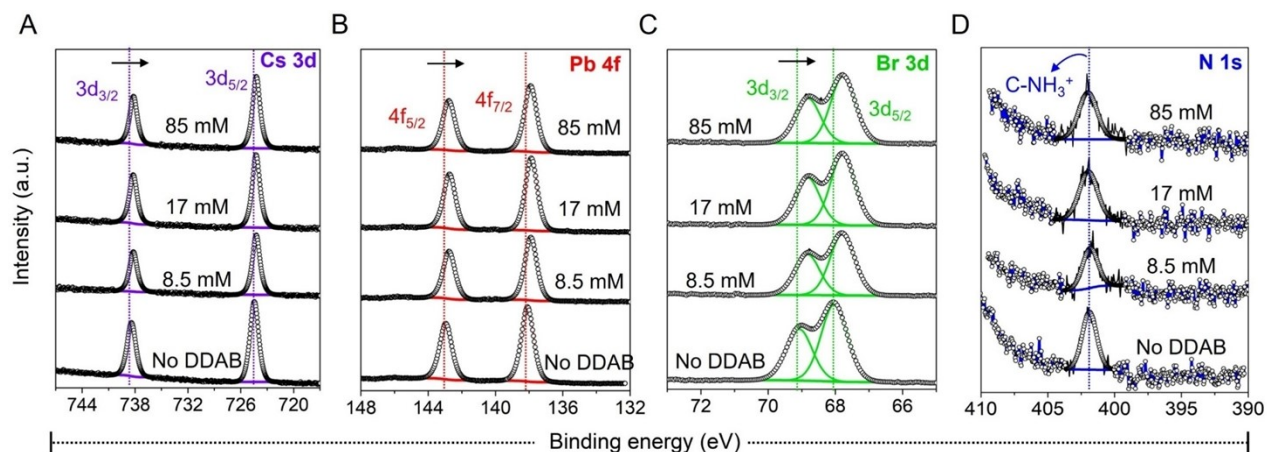 A
Cs 3d
3d3/2
3d5/2
85 mM
17 mM
8.5 mM
No DDAB
744 738 732 726 720
B
Pb 4f
4f5/2
4f7/2
85 mM
17 mM
8.5 mM
No DDAB
148 144 140 136 132
C
Br 3d
3d3/2
3d5/2
85 mM
17 mM
8.5 mM
No DDAB
72 70 68 66
D
N 1s
C-NH3+
85 mM
17 mM
8.5 mM
No DDAB
410 405 400 395 390
Intensity (a.u.)
Binding energy (eV)